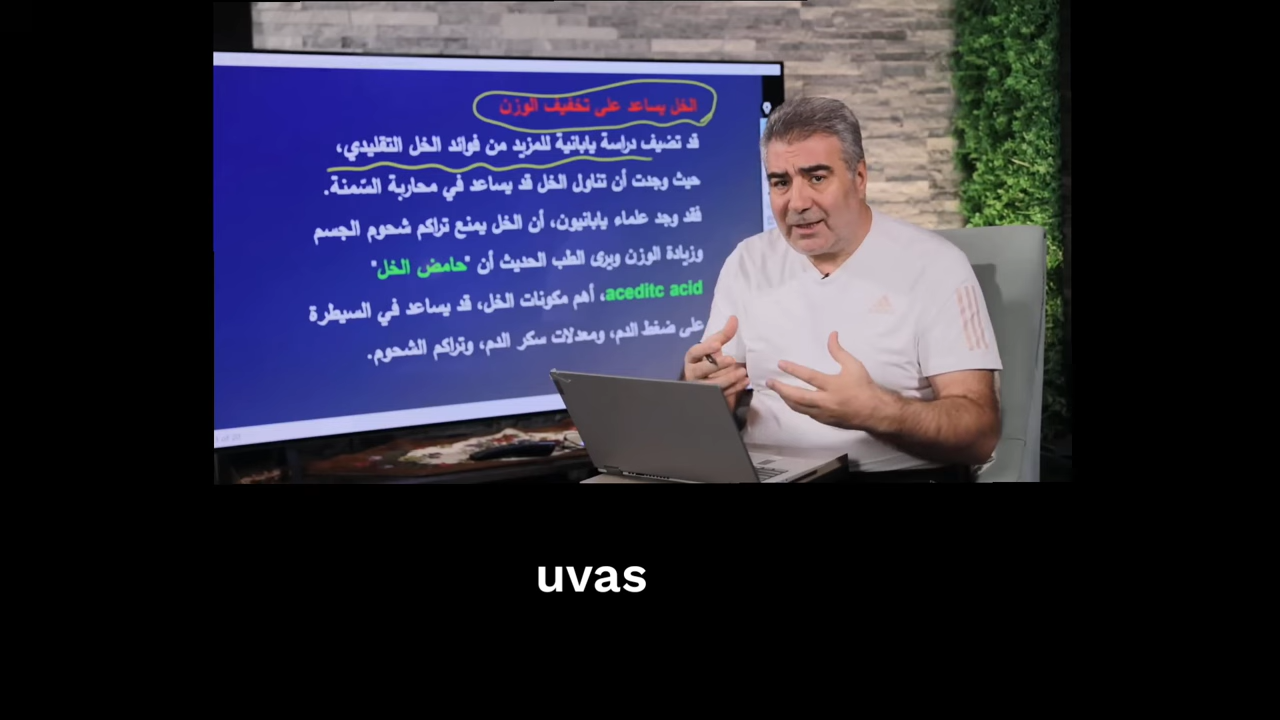 الخل يساعد على تخفيف الوزن
قد تضيف دراسة يابانية للمزيد من فوائد الخل التقليدي،
حيث وجدت أن تناول الخل قد يساعد في محاربة السّمنة.
فقد وجد علماء يابانيون، أن الخل يمنع تراكم شحوم الجسم
وزيادة الوزن ويرى الطب الحديث أن "حامض الخل"
aceditc acid، أهم مكونات الخل، قد يساعد في السيطرة
على ضغط الدم، ومعدلات سكر الدم، وتراكم الشحوم.
uvas